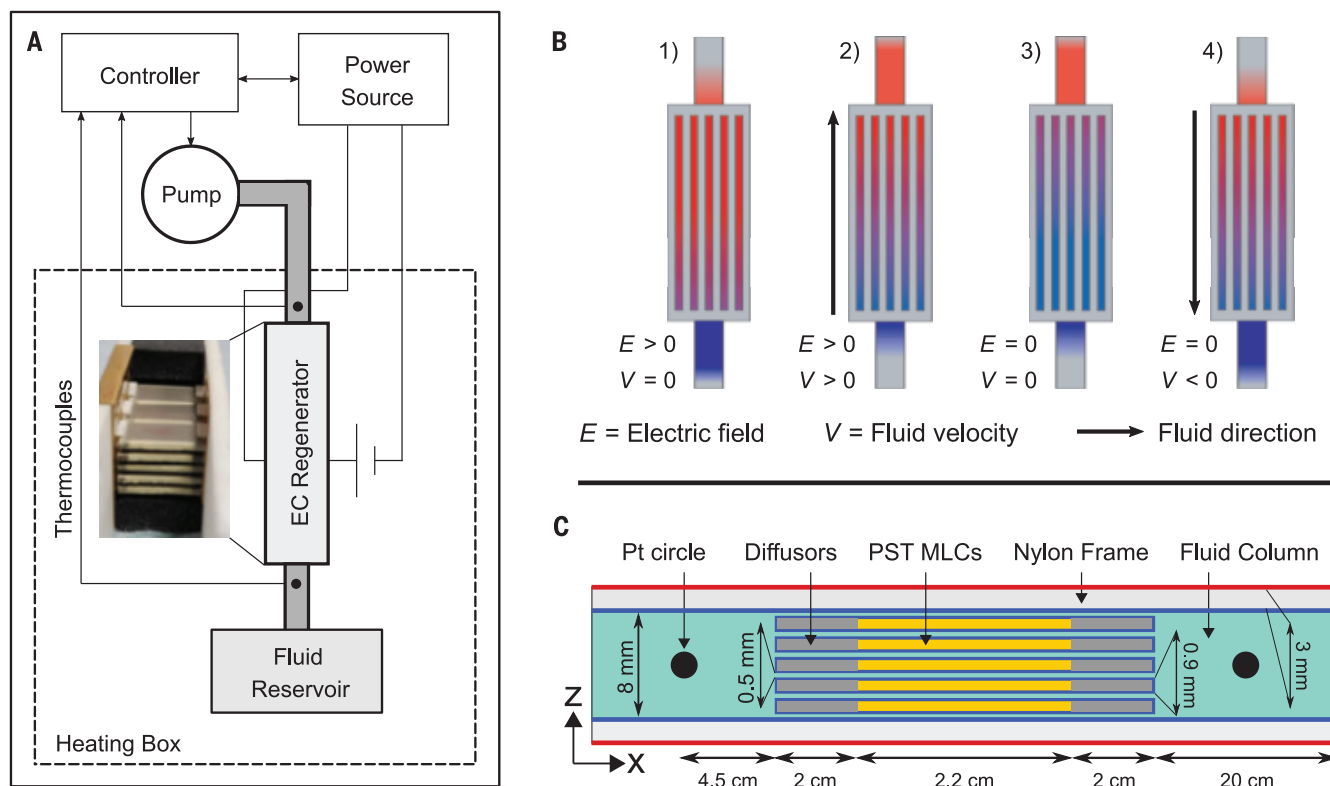 A
Controller
Power
Source
Pump
Thermocouples
EC Regenerator
Fluid
Reservoir
Heating Box
B
1)
2)
3)
4)
E > 0
V = 0
E > 0
V > 0
E = 0
V = 0
E = 0
V < 0
E = Electric field
V = Fluid velocity
Fluid direction
C
Pt circle
Diffusors
PST MLCs
Nylon Frame
Fluid Column
8 mm
0.5 mm
0.9 mm
3 mm
Z
X
4.5 cm
2 cm
2.2 cm
2 cm
20 cm